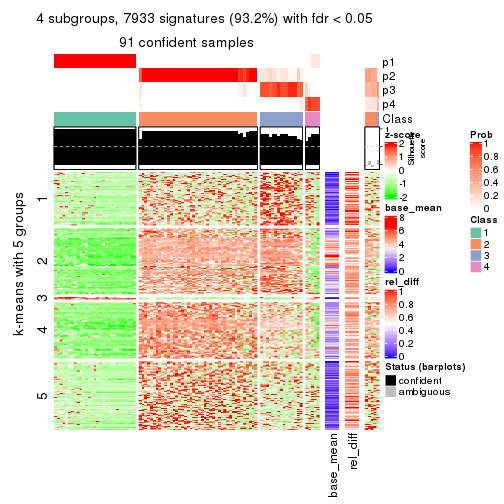 4 subgroups, 7933 signatures (93.2%) with fdr < 0.05
91 confident samples
p1
p2
p3
p4
Class
1
Silhouette
score
k-means with 5 groups
1
2
3
4
5
base_mean
rel_diff
z-score
2
1
0
-1
-2
base_mean
8
6
4
2
0
rel_diff
1
0.8
0.6
0.4
0.2
0
Status (barplots)
confident
ambiguous
Prob
1
0.8
0.6
0.4
0.2
0
Class
1
2
3
4